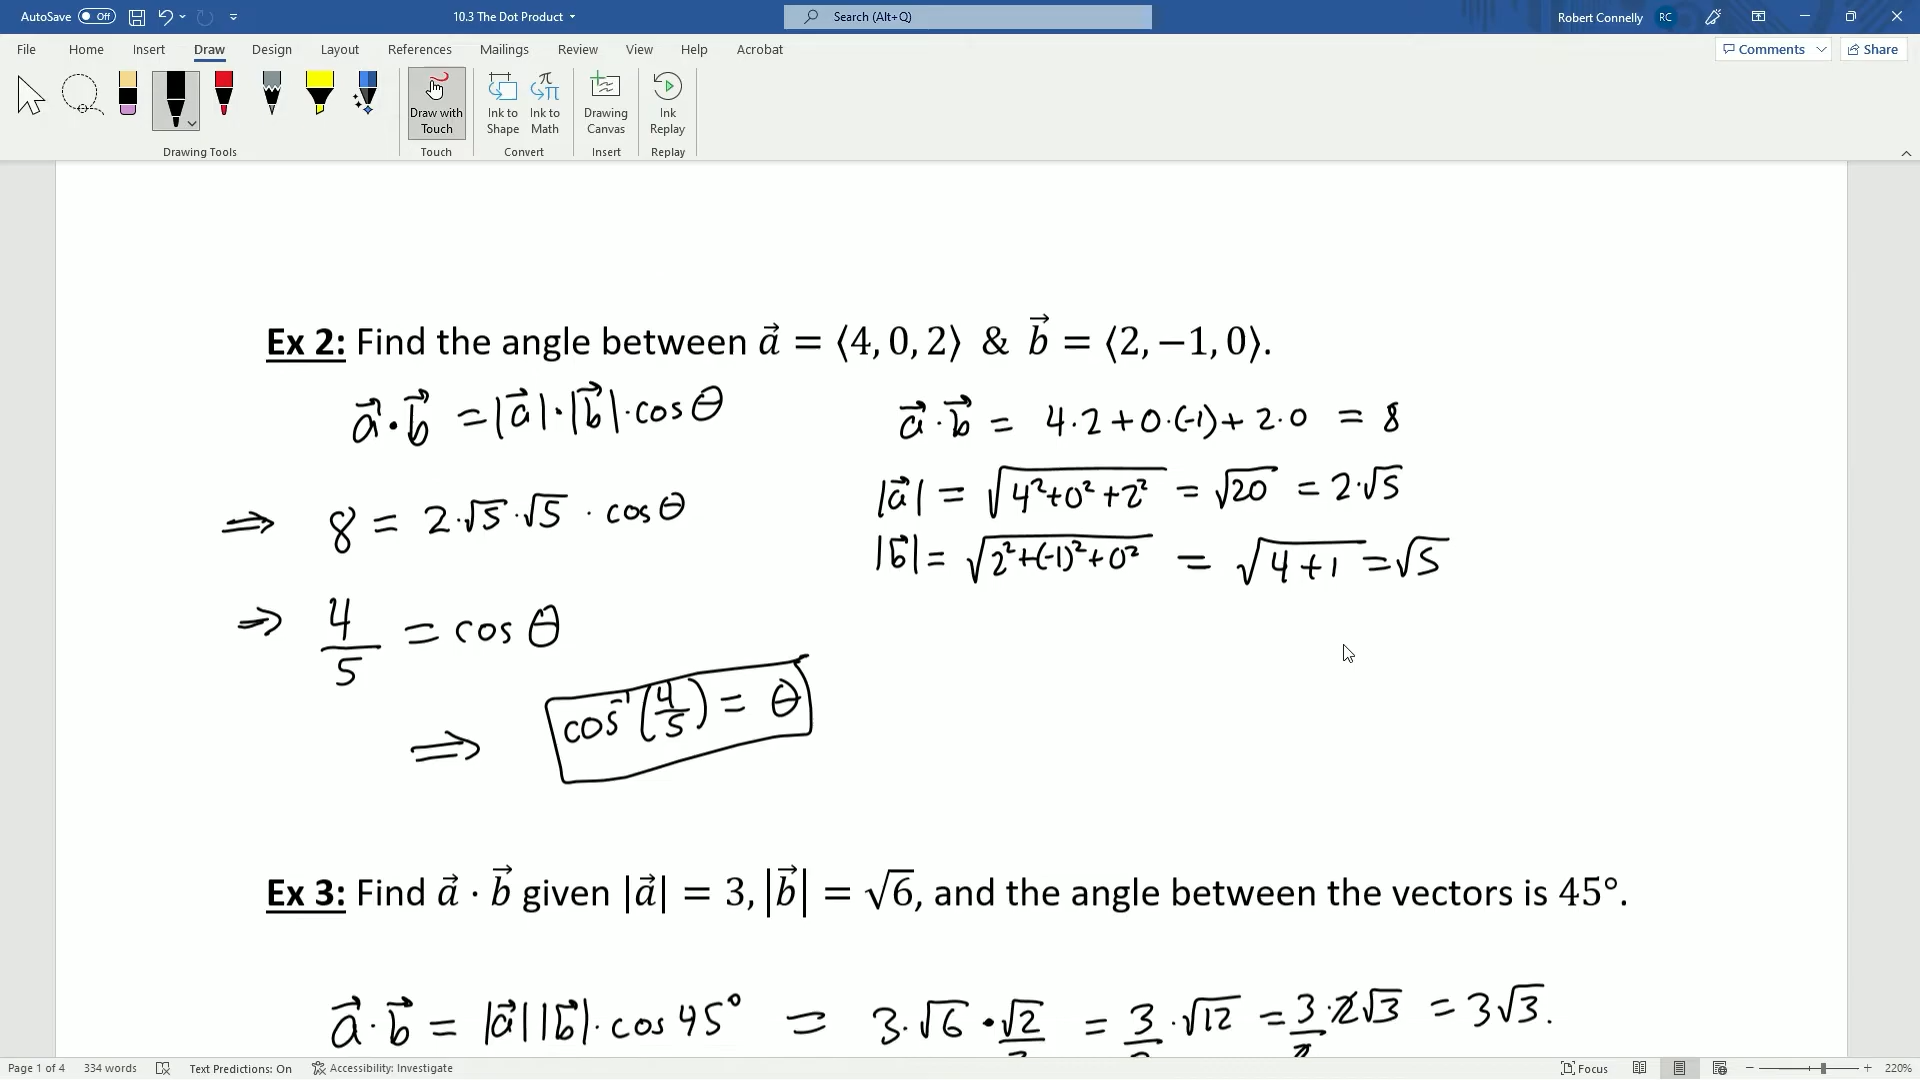 AutoSave Off 10.3 The Dot Product Search (Alt+Q) Robert Connelly RC
File Home Insert Draw Design Layout References Mailings Review View Help Acrobat Comments Share
Draw with Touch Ink to Shape Ink to Math Drawing Canvas Ink Replay
Drawing Tools Touch Convert Insert Replay
Ex 2: Find the angle between a⃗ = ⟨4, 0, 2⟩ & b⃗ = ⟨2, −1, 0⟩.
a⃗ · b⃗ = |a⃗| · |b⃗| · cos θ
a⃗ · b⃗ = 4·2 + 0·(-1) + 2·0 = 8
|a⃗| = √(4² + 0² + 2²) = √20 = 2·√5
⇒ 8 = 2·√5·√5 · cos θ
|b⃗| = √(2² + (-1)² + 0²) = √(4+1) = √5
⇒ 4/5 = cos θ
⇒ cos⁻¹(4/5) = θ
Ex 3: Find a⃗ · b⃗ given |a⃗| = 3, |b⃗| = √6, and the angle between the vectors is 45°.
a⃗ · b⃗ = |a⃗| |b⃗| · cos 45° = 3·√6 · √2/2 = 3/2 · √12 = 3/2 · 2√3 = 3√3.
Page 1 of 4 334 words Text Predictions: On Accessibility: Investigate Focus 220%